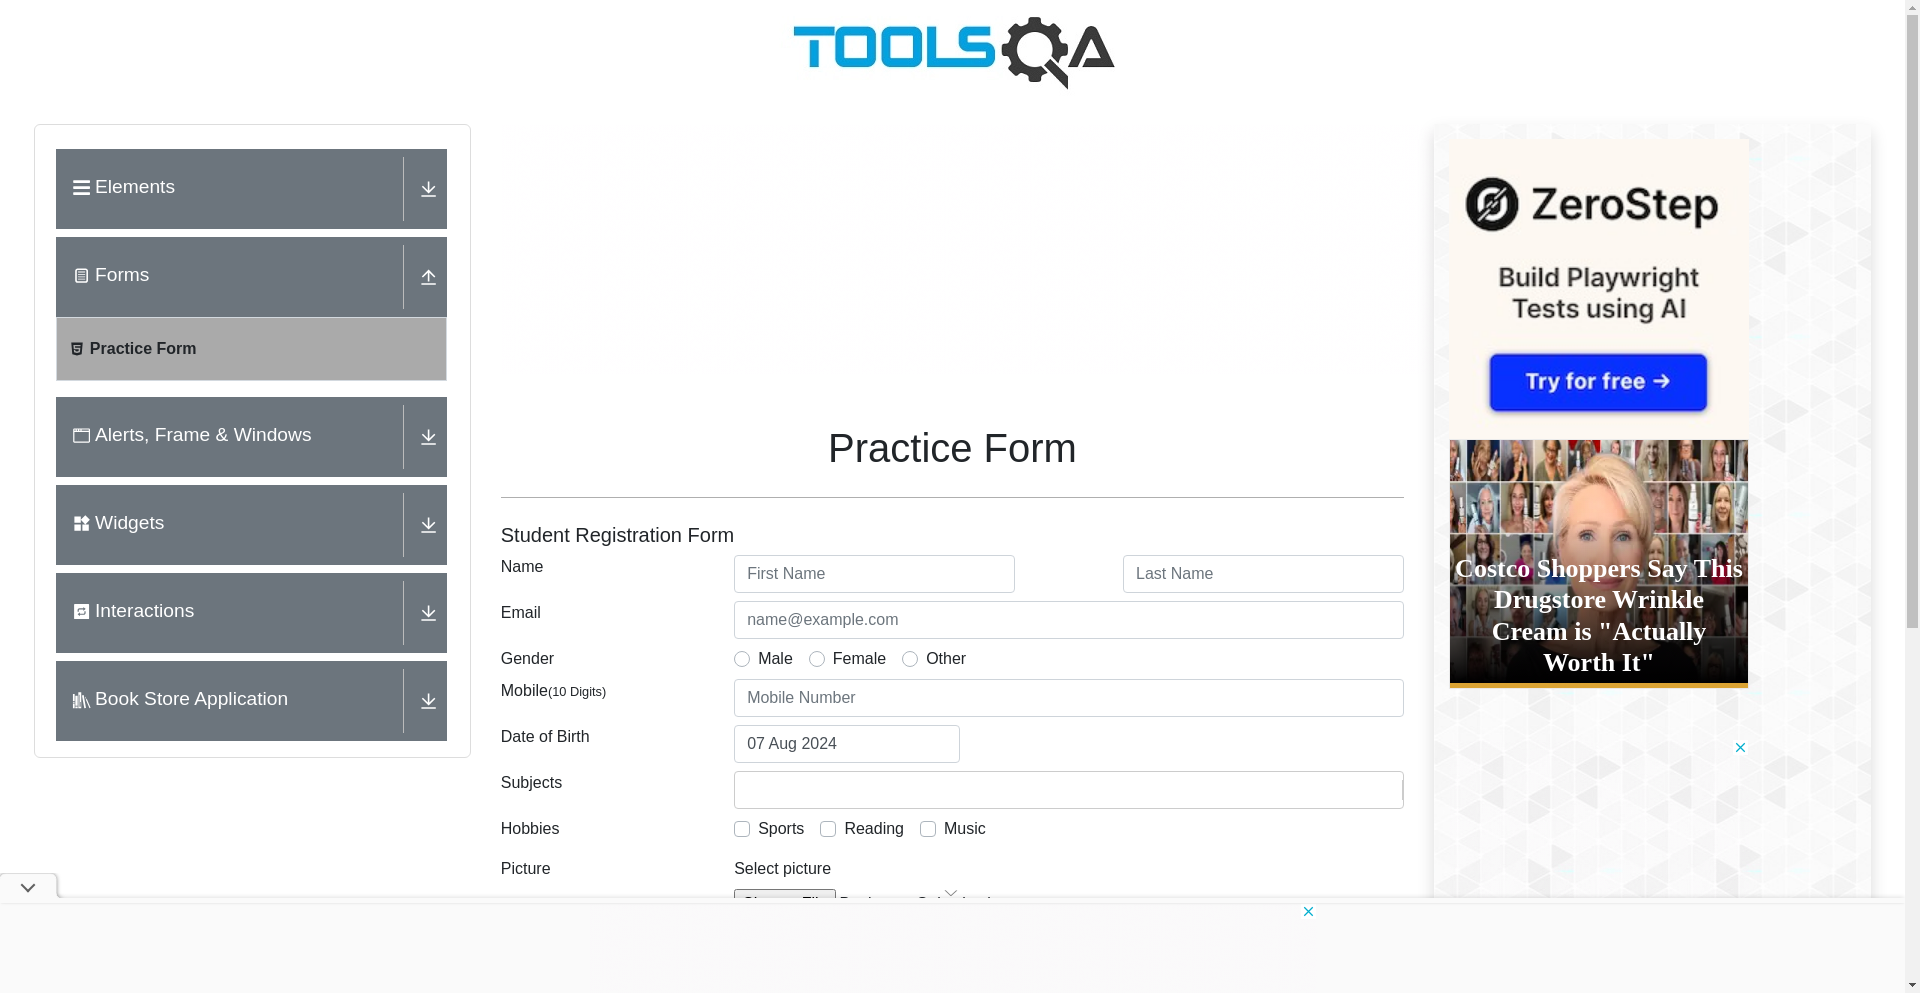 TOOLSQA
Elements
Forms
Practice Form
Alerts, Frame & Windows
Widgets
Interactions
Book Store Application
Practice Form
Student Registration Form
Name
First Name
Last Name
Email
name@example.com
Gender
Male
Female
Other
Mobile(10 Digits)
Mobile Number
Date of Birth
07 Aug 2024
Subjects
Hobbies
Sports
Reading
Music
Picture
Select picture
ZeroStep
Build Playwright
Tests using AI
Try for free →
Costco Shoppers Say This
Drugstore Wrinkle
Cream is "Actually
Worth It"